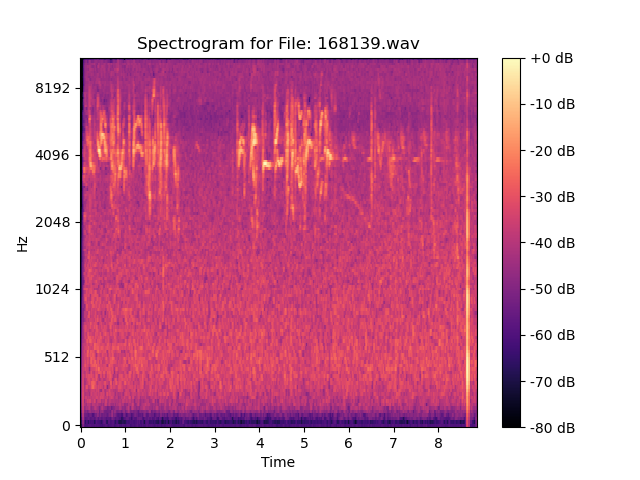 Spectrogram for File: 168139.wav
8192
4096
2048
1024
512
0
Hz
0 1 2 3 4 5 6 7 8
Time
+0 dB
-10 dB
-20 dB
-30 dB
-40 dB
-50 dB
-60 dB
-70 dB
-80 dB